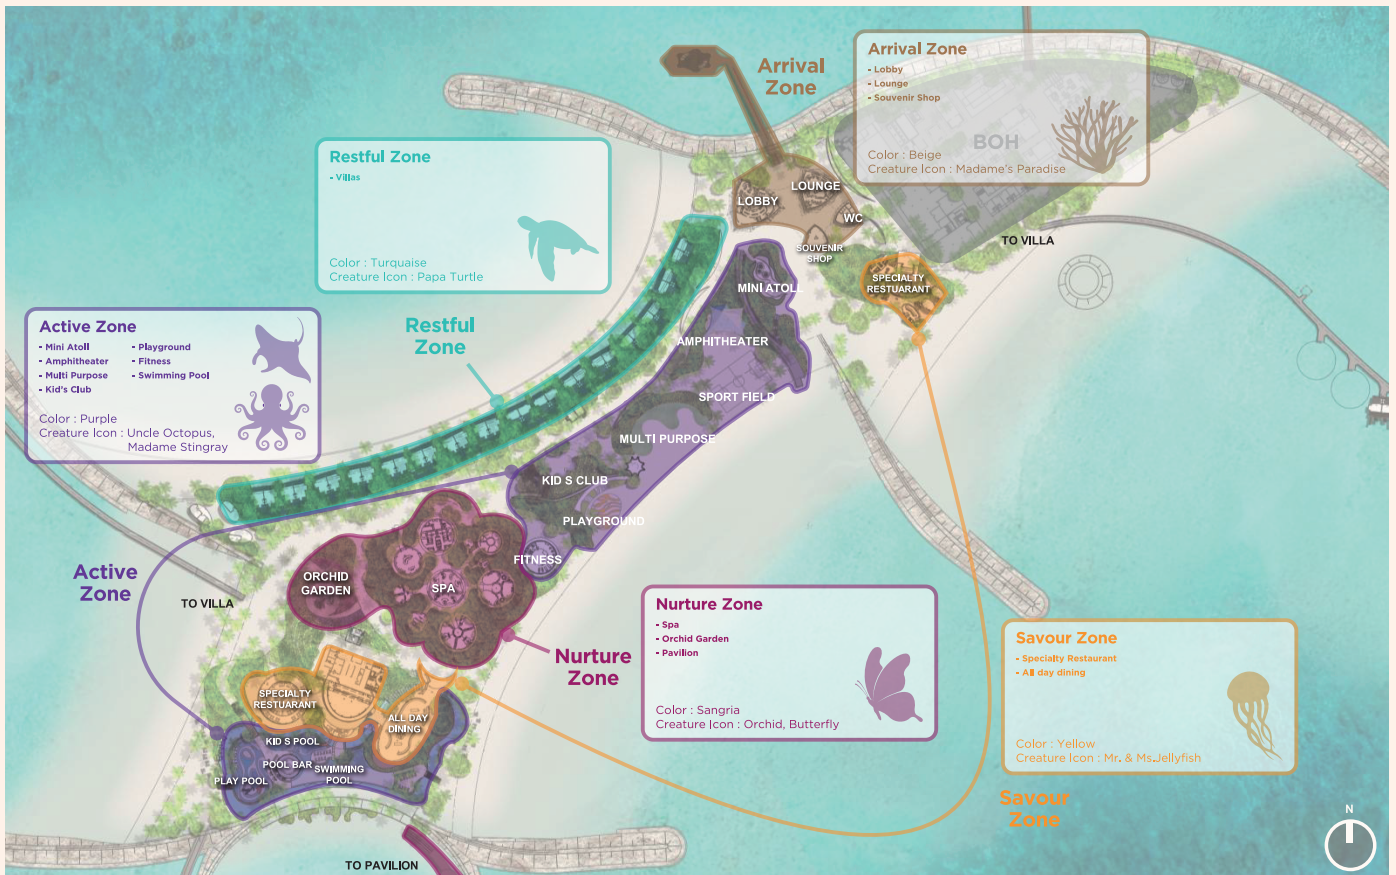 Arrival
Zone
Arrival Zone
- Lobby
- Lounge
- Souvenir Shop
BOH
Color : Beige
Creature Icon : Madame's Paradise
Restful Zone
- Villas
Color : Turquaise
Creature Icon : Papa Turtle
LOUNGE
LOBBY
WC
SOUVENIR
SHOP
TO VILLA
SPECIALTY
RESTUARANT
MINI ATOLL
Active Zone
- Mini Atoll
- Amphitheater
- Multi Purpose
- Kid's Club
- Playground
- Fitness
- Swimming Pool
Color : Purple
Creature Icon : Uncle Octopus,
Madame Stingray
Restful
Zone
AMPHITHEATER
SPORT FIELD
MULTI PURPOSE
KID S CLUB
PLAYGROUND
FITNESS
Active
Zone
TO VILLA
ORCHID
GARDEN
SPA
Nurture
Zone
Nurture Zone
- Spa
- Orchid Garden
- Pavilion
Color : Sangria
Creature Icon : Orchid, Butterfly
Savour Zone
- Specialty Restaurant
- All day dining
Color : Yellow
Creature Icon : Mr. & Ms.Jellyfish
SPECIALTY
RESTUARANT
ALL DAY
DINING
KID S POOL
POOL BAR
SWIMMING
POOL
PLAY POOL
Savour
Zone
TO PAVILION
N